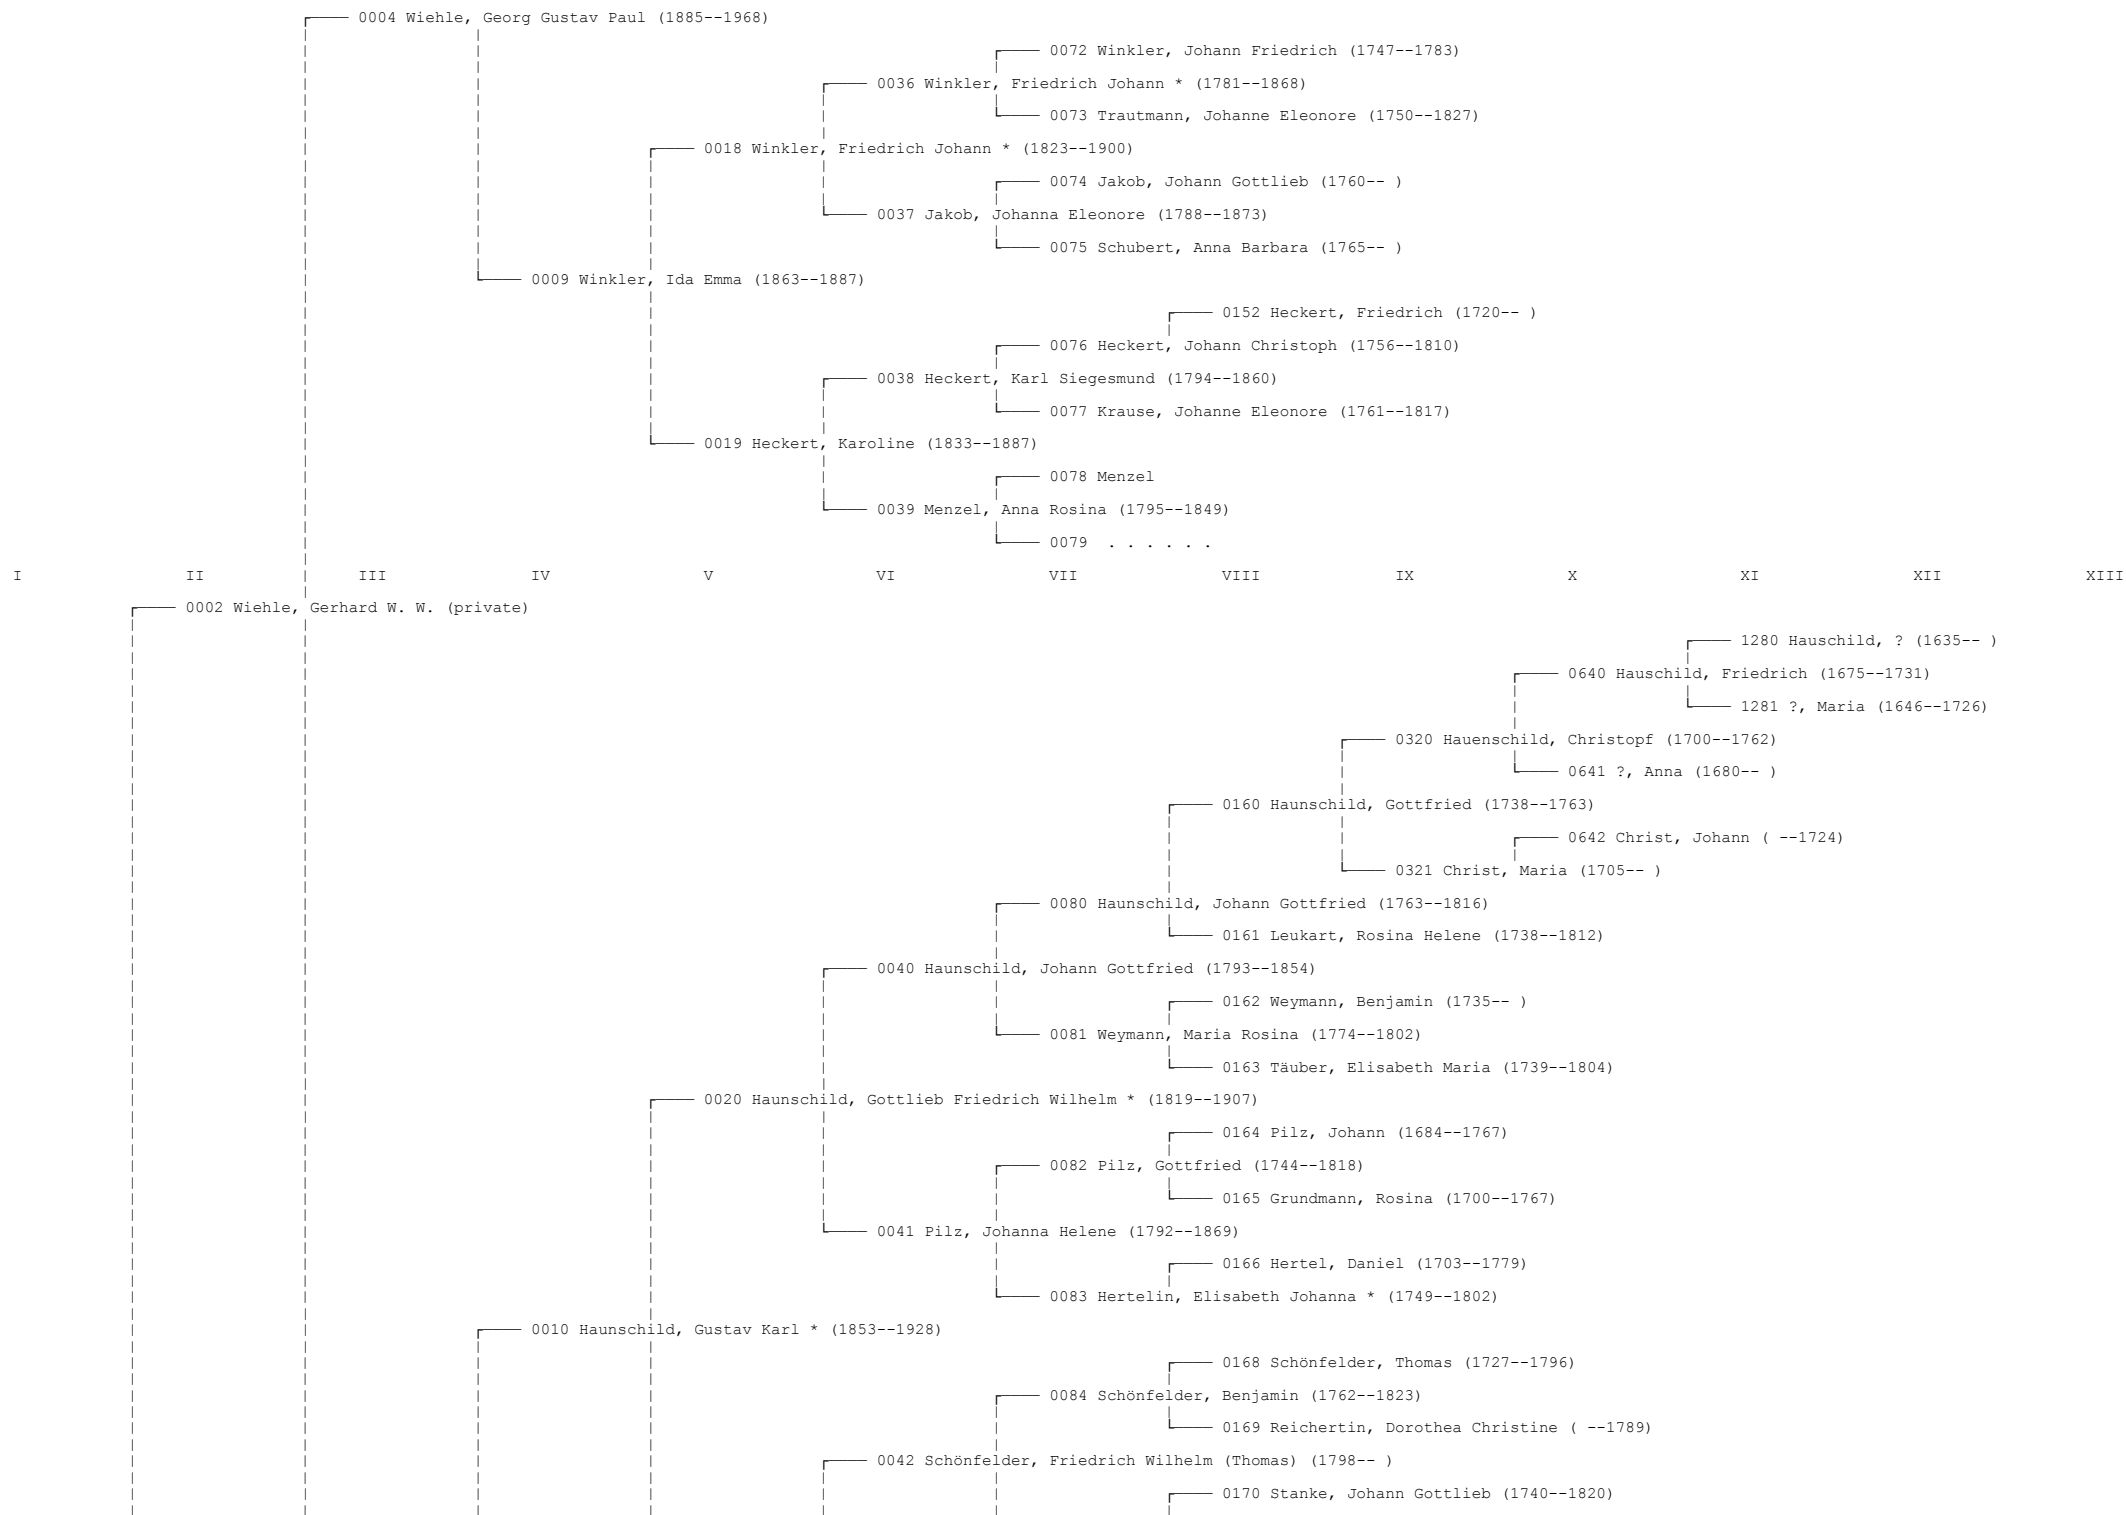 0004 Wiehle, Georg Gustav Paul (1885--1968)
0072 Winkler, Johann Friedrich (1747--1783)
0036 Winkler, Friedrich Johann * (1781--1868)
0073 Trautmann, Johanne Eleonore (1750--1827)
0018 Winkler, Friedrich Johann * (1823--1900)
0074 Jakob, Johann Gottlieb (1760-- )
0037 Jakob, Johanna Eleonore (1788--1873)
0075 Schubert, Anna Barbara (1765-- )
0009 Winkler, Ida Emma (1863--1887)
0152 Heckert, Friedrich (1720-- )
0076 Heckert, Johann Christoph (1756--1810)
0038 Heckert, Karl Siegesmund (1794--1860)
0077 Krause, Johanne Eleonore (1761--1817)
0019 Heckert, Karoline (1833--1887)
0078 Menzel
0039 Menzel, Anna Rosina (1795--1849)
0079 . . . . . .
I II III IV V VI VII VIII IX X XI XII XIII
0002 Wiehle, Gerhard W. W. (private)
1280 Hauschild, ? (1635-- )
0640 Hauschild, Friedrich (1675--1731)
1281 ?, Maria (1646--1726)
0320 Hauenschild, Christopf (1700--1762)
0641 ?, Anna (1680-- )
0160 Haunschild, Gottfried (1738--1763)
0642 Christ, Johann ( --1724)
0321 Christ, Maria (1705-- )
0080 Haunschild, Johann Gottfried (1763--1816)
0161 Leukart, Rosina Helene (1738--1812)
0040 Haunschild, Johann Gottfried (1793--1854)
0162 Weymann, Benjamin (1735-- )
0081 Weymann, Maria Rosina (1774--1802)
0163 Täuber, Elisabeth Maria (1739--1804)
0020 Haunschild, Gottlieb Friedrich Wilhelm * (1819--1907)
0164 Pilz, Johann (1684--1767)
0082 Pilz, Gottfried (1744--1818)
0165 Grundmann, Rosina (1700--1767)
0041 Pilz, Johanna Helene (1792--1869)
0166 Hertel, Daniel (1703--1779)
0083 Hertelin, Elisabeth Johanna * (1749--1802)
0010 Haunschild, Gustav Karl * (1853--1928)
0168 Schönfelder, Thomas (1727--1796)
0084 Schönfelder, Benjamin (1762--1823)
0169 Reichertin, Dorothea Christine ( --1789)
0042 Schönfelder, Friedrich Wilhelm (Thomas) (1798-- )
0170 Stanke, Johann Gottlieb (1740--1820)